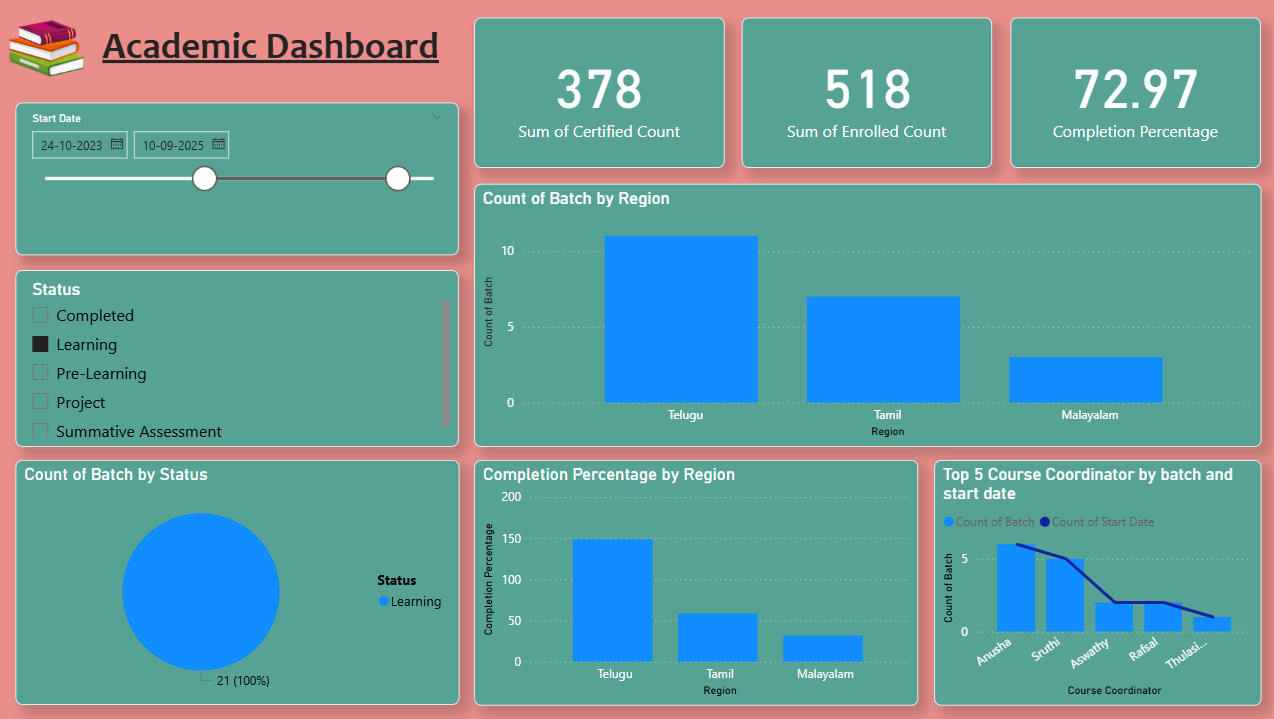 Academic Dashboard
378
Sum of Certified Count
518
Sum of Enrolled Count
72.97
Completion Percentage
Start Date
24-10-2023
10-09-2025
Status
Completed
Learning
Pre-Learning
Project
Summative Assessment
Count of Batch by Region
Count of Batch
10
5
0
Telugu
Tamil
Malayalam
Region
Count of Batch by Status
21 (100%)
Status
Learning
Completion Percentage by Region
Completion Percentage
200
150
100
50
0
Telugu
Tamil
Malayalam
Region
Top 5 Course Coordinator by batch and
start date
Count of Batch
Count of Start Date
Count of Batch
5
0
Anusha
Sruthi
Aswathy
Rafsal
Thulasi...
Course Coordinator